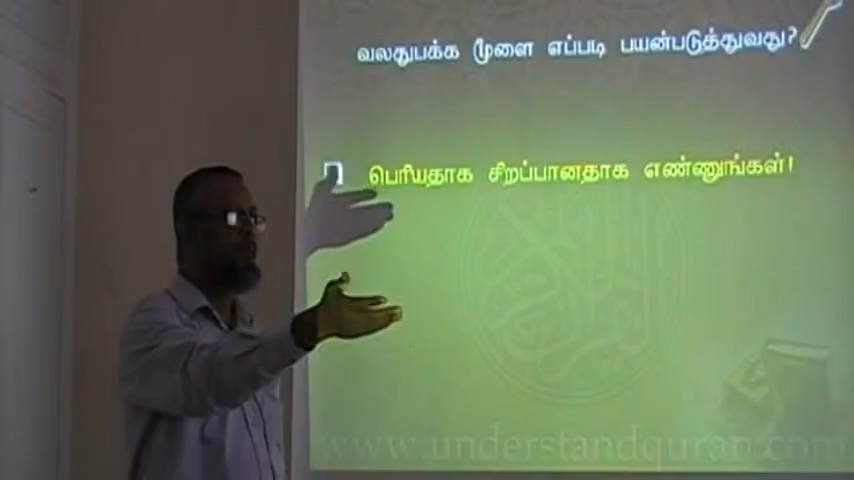 வலதுபக்க மூளை எப்படி பயன்படுத்துவது?
பெரியதாக சிறப்பானதாக எண்ணுங்கள்!
www.understandquran.com